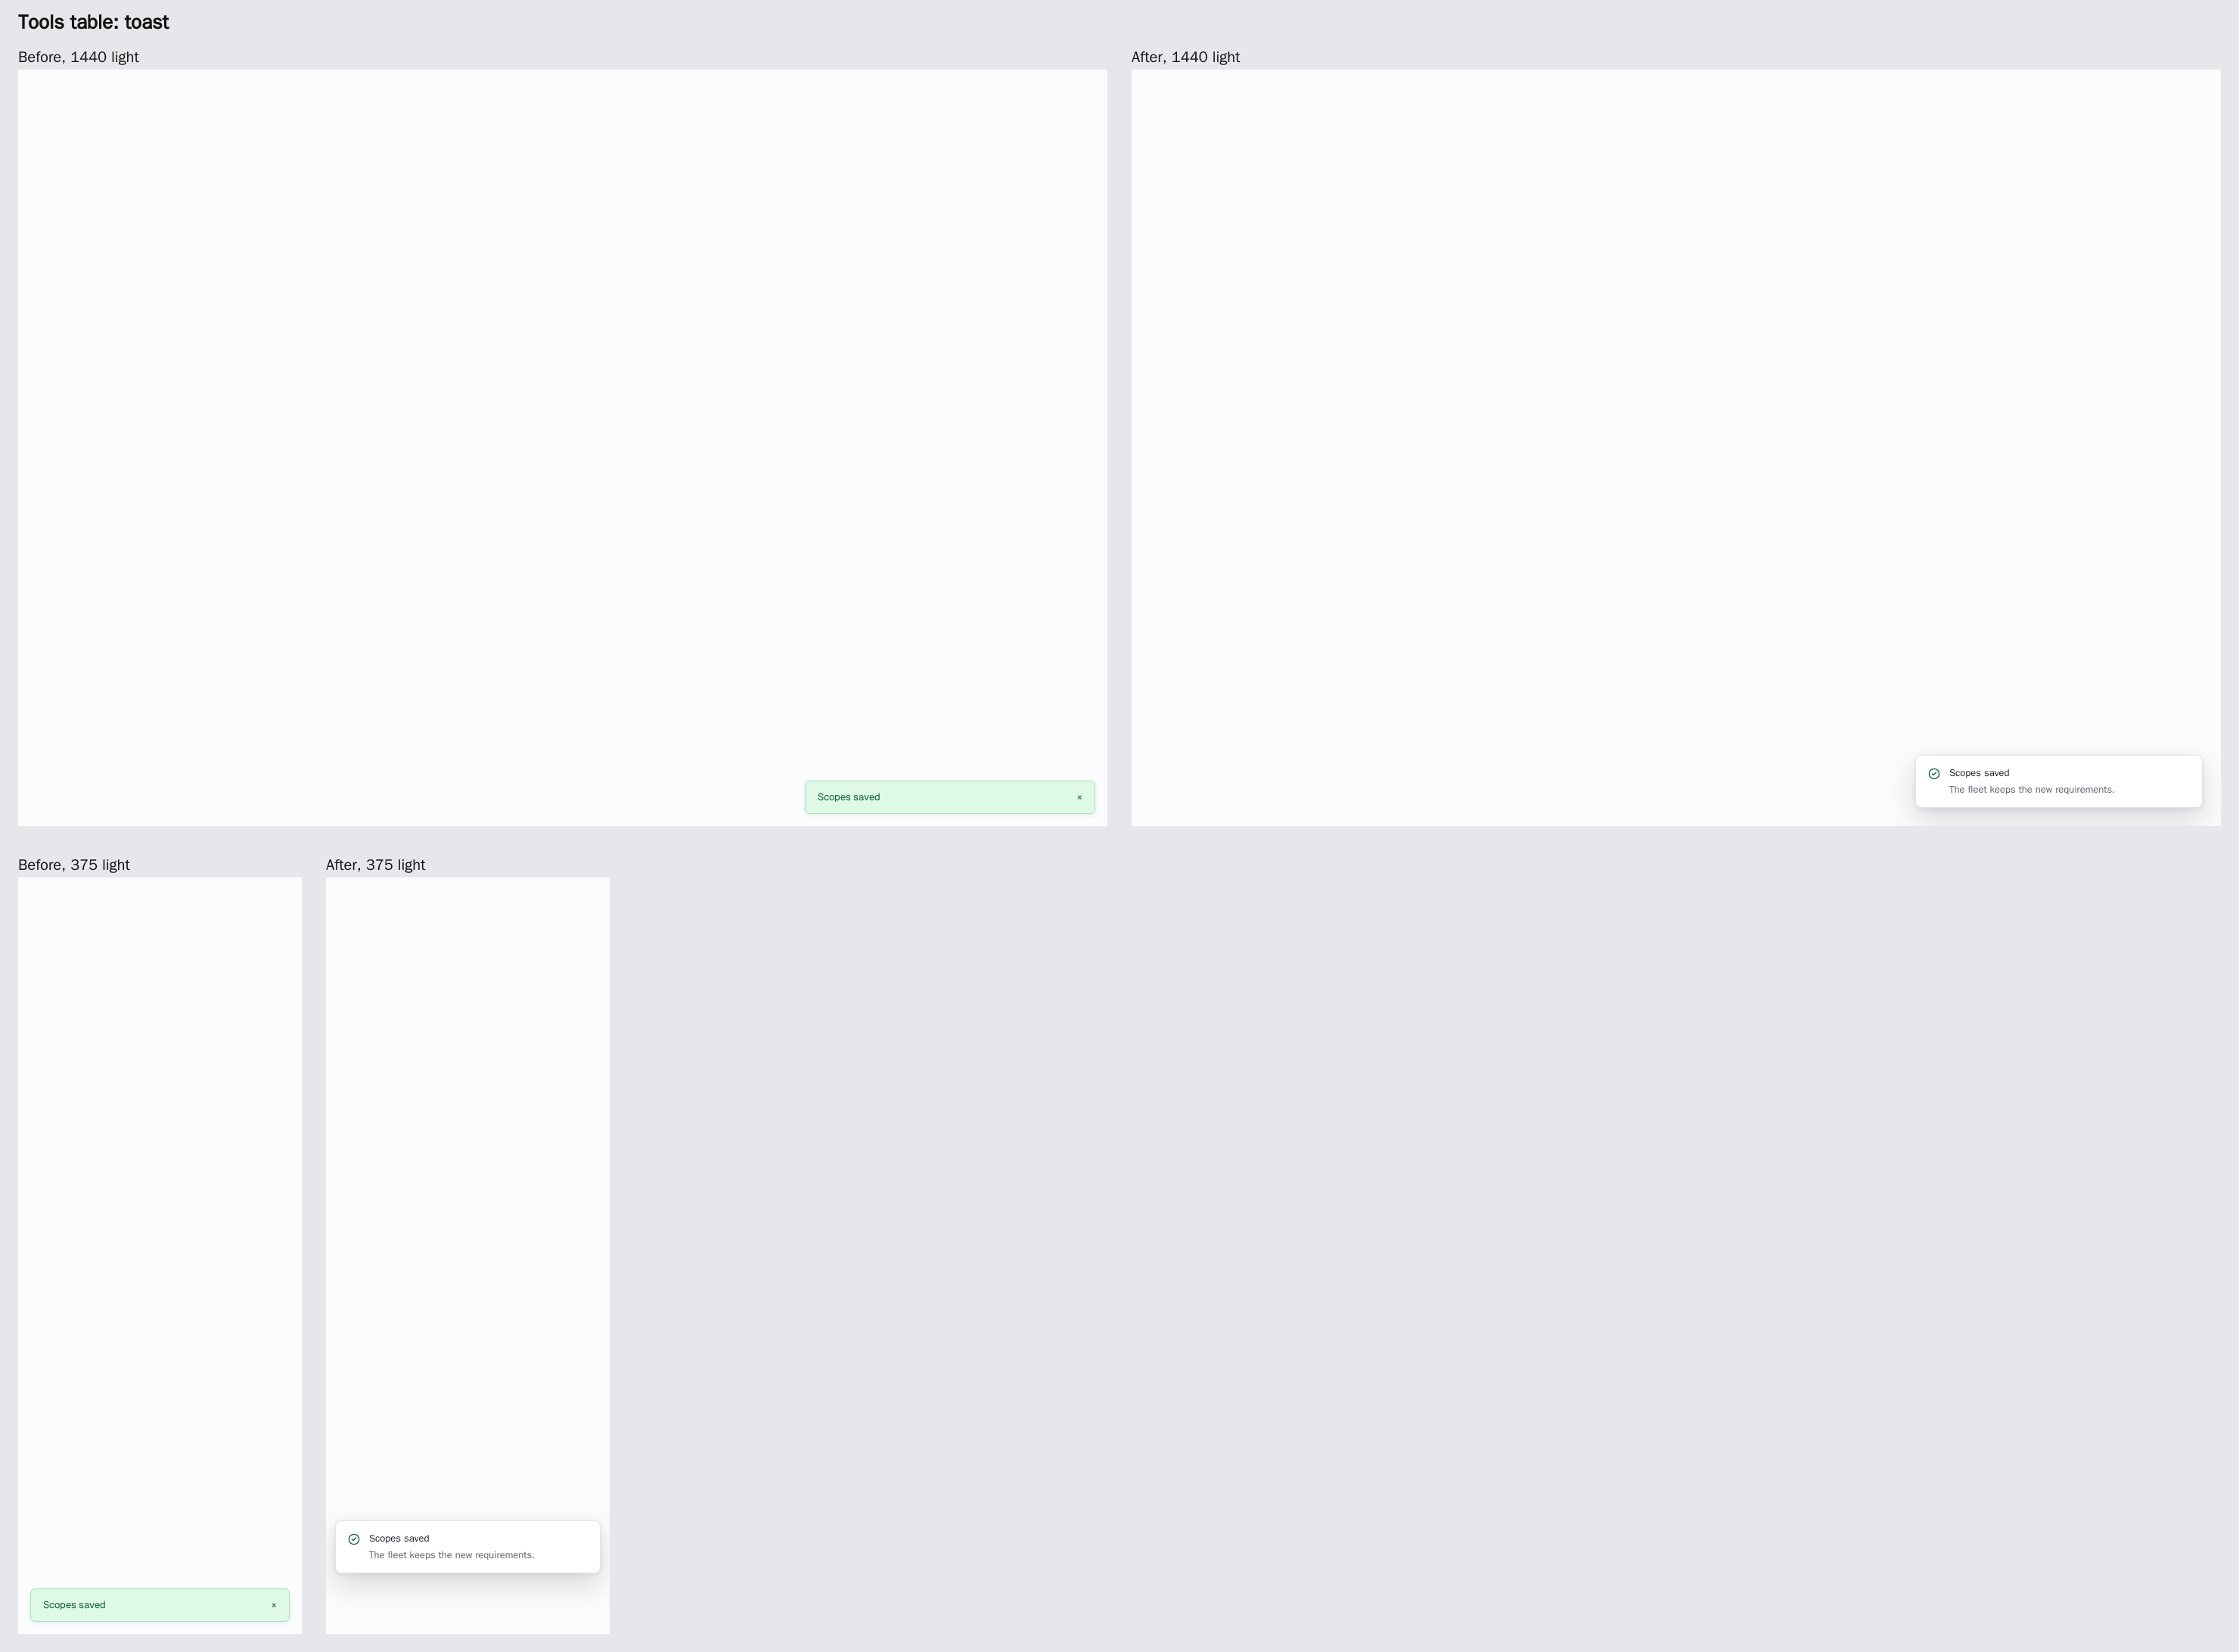 Tools table: toast
Before, 1440 light
After, 1440 light
Scopes saved
×
Scopes saved
The fleet keeps the new requirements.
Before, 375 light
After, 375 light
Scopes saved
The fleet keeps the new requirements.
Scopes saved
×